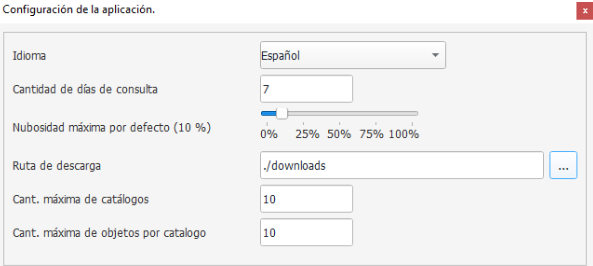 Configuración de la aplicación.
x
Idioma Español
Cantidad de días de consulta 7
Nubosidad máxima por defecto (10 %)
0% 25% 50% 75% 100%
Ruta de descarga ./downloads ...
Cant. máxima de catálogos 10
Cant. máxima de objetos por catalogo 10